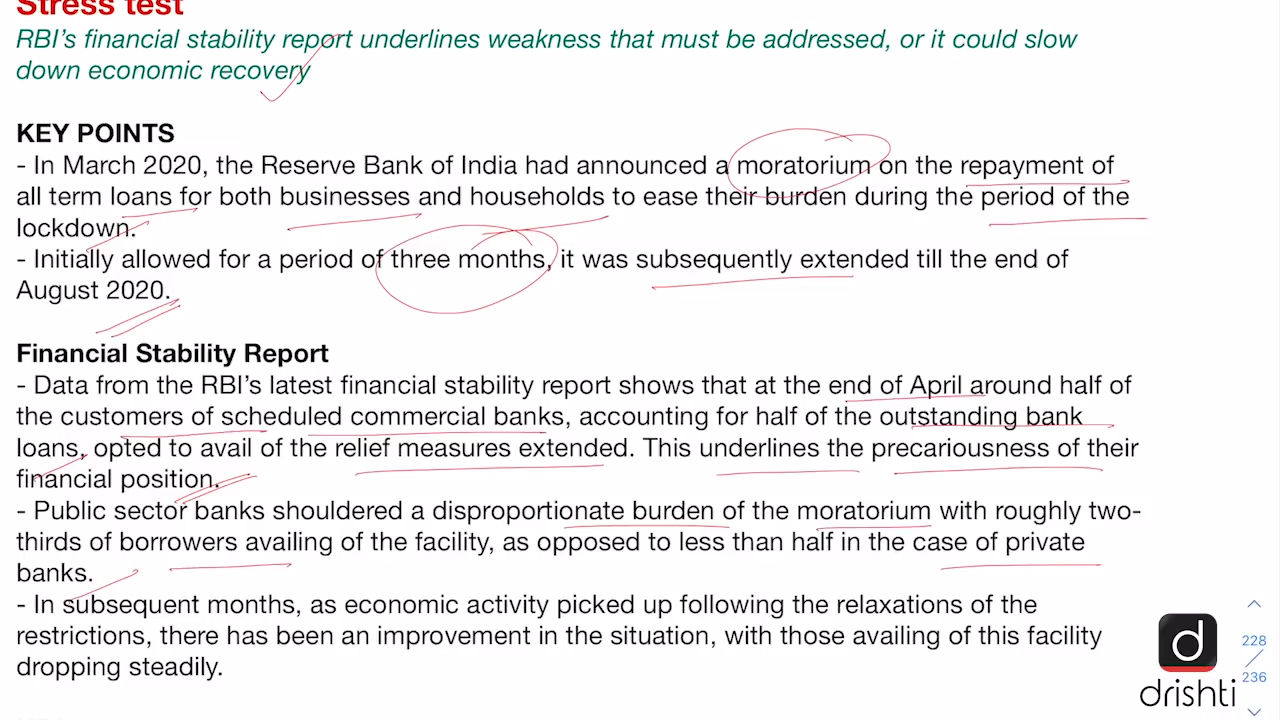 Stress test
RBI's financial stability report underlines weakness that must be addressed, or it could slow
down economic recovery
KEY POINTS
- In March 2020, the Reserve Bank of India had announced a moratorium on the repayment of
all term loans for both businesses and households to ease their burden during the period of the
lockdown.
- Initially allowed for a period of three months, it was subsequently extended till the end of
August 2020.
Financial Stability Report
- Data from the RBI's latest financial stability report shows that at the end of April around half of
the customers of scheduled commercial banks, accounting for half of the outstanding bank
loans, opted to avail of the relief measures extended. This underlines the precariousness of their
financial position.
- Public sector banks shouldered a disproportionate burden of the moratorium with roughly two-
thirds of borrowers availing of the facility, as opposed to less than half in the case of private
banks.
- In subsequent months, as economic activity picked up following the relaxations of the
restrictions, there has been an improvement in the situation, with those availing of this facility
dropping steadily.
d
drishti
228
236